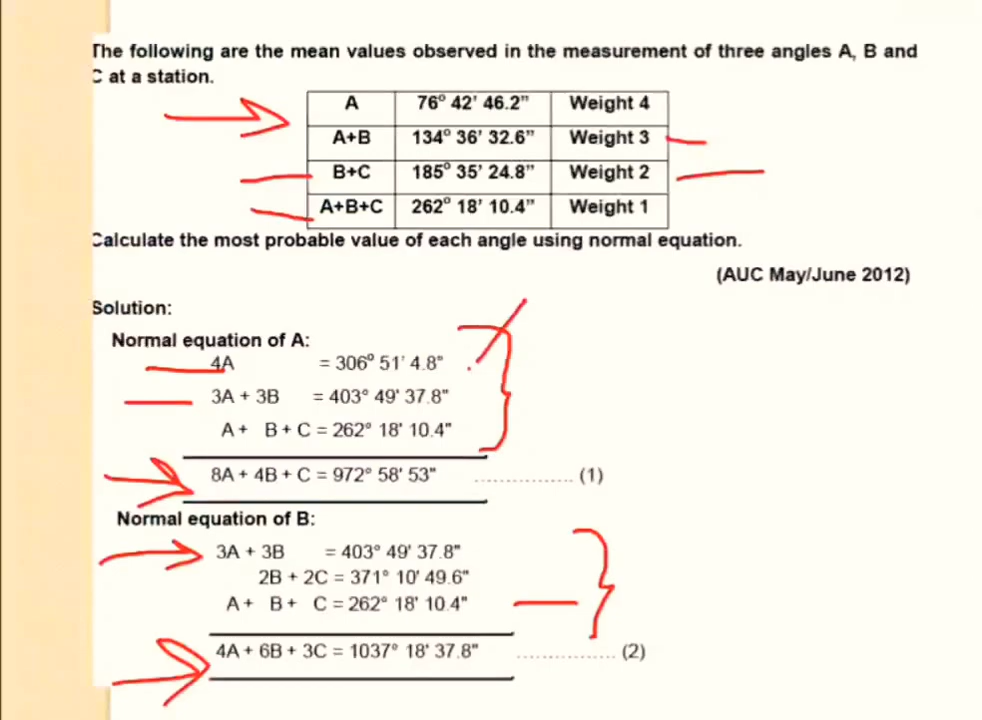 The following are the mean values observed in the measurement of three angles A, B and
C at a station.
A 76° 42' 46.2" Weight 4
A+B 134° 36' 32.6" Weight 3
B+C 185° 35' 24.8" Weight 2
A+B+C 262° 18' 10.4" Weight 1
Calculate the most probable value of each angle using normal equation.
(AUC May/June 2012)
Solution:
Normal equation of A:
4A = 306° 51' 4.8"
3A + 3B = 403° 49' 37.8"
A + B + C = 262° 18' 10.4"
8A + 4B + C = 972° 58' 53" ................. (1)
Normal equation of B:
3A + 3B = 403° 49' 37.8"
2B + 2C = 371° 10' 49.6"
A + B + C = 262° 18' 10.4"
4A + 6B + 3C = 1037° 18' 37.8" ................. (2)